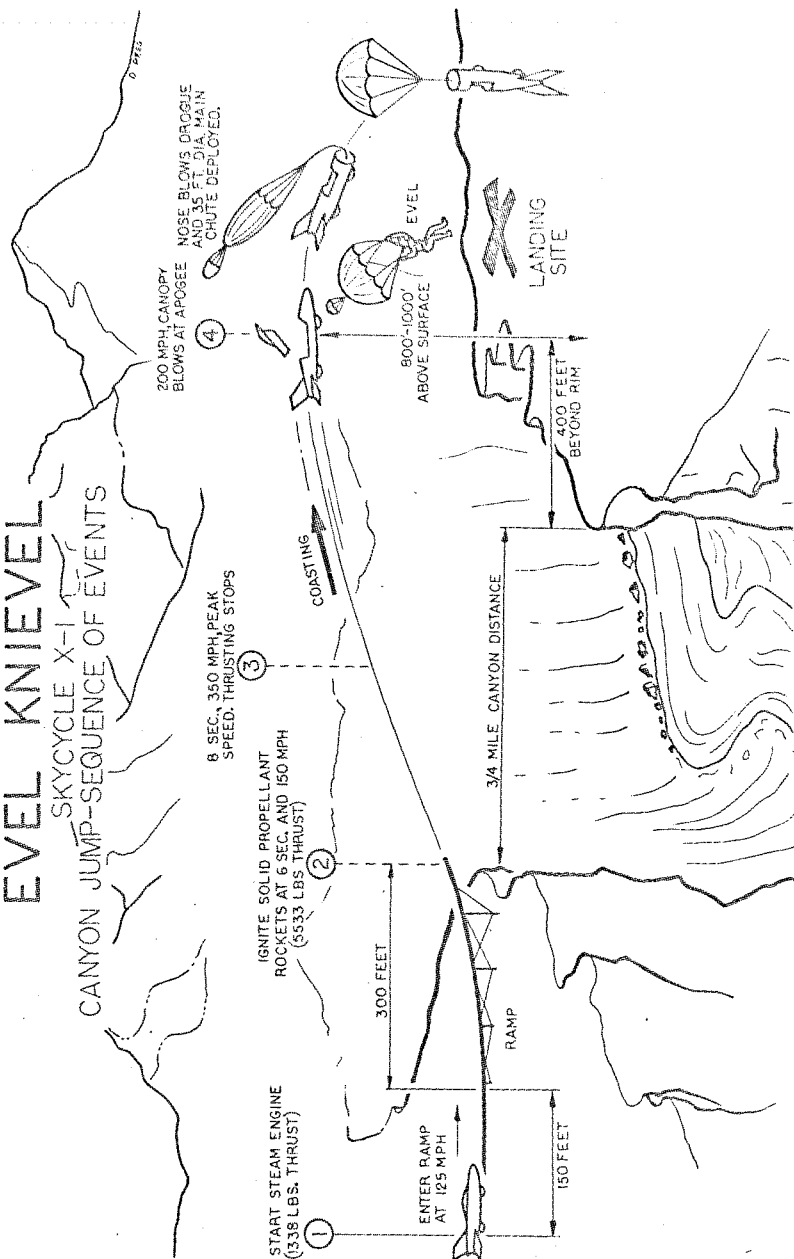 EVEL KNIEVEL
SKYCYCLE X-1
CANYON JUMP-SEQUENCE OF EVENTS
START STEAM ENGINE
(1338 LBS. THRUST)
1
ENTER RAMP
AT 125 MPH
150 FEET
300 FEET
RAMP
IGNITE SOLID PROPELLANT
ROCKETS AT 6 SEC. AND 150 MPH
(5533 LBS THRUST)
2
8 SEC., 350 MPH, PEAK
SPEED. THRUSTING STOPS
3
COASTING
3/4 MILE CANYON DISTANCE
200 MPH, CANOPY
BLOWS AT APOGEE
4
NOSE BLOWS DROGUE
AND 35 FT. DIA. MAIN
CHUTE DEPLOYED.
EVEL
800'-1000'
ABOVE SURFACE
400 FEET
BEYOND RIM
LANDING
SITE